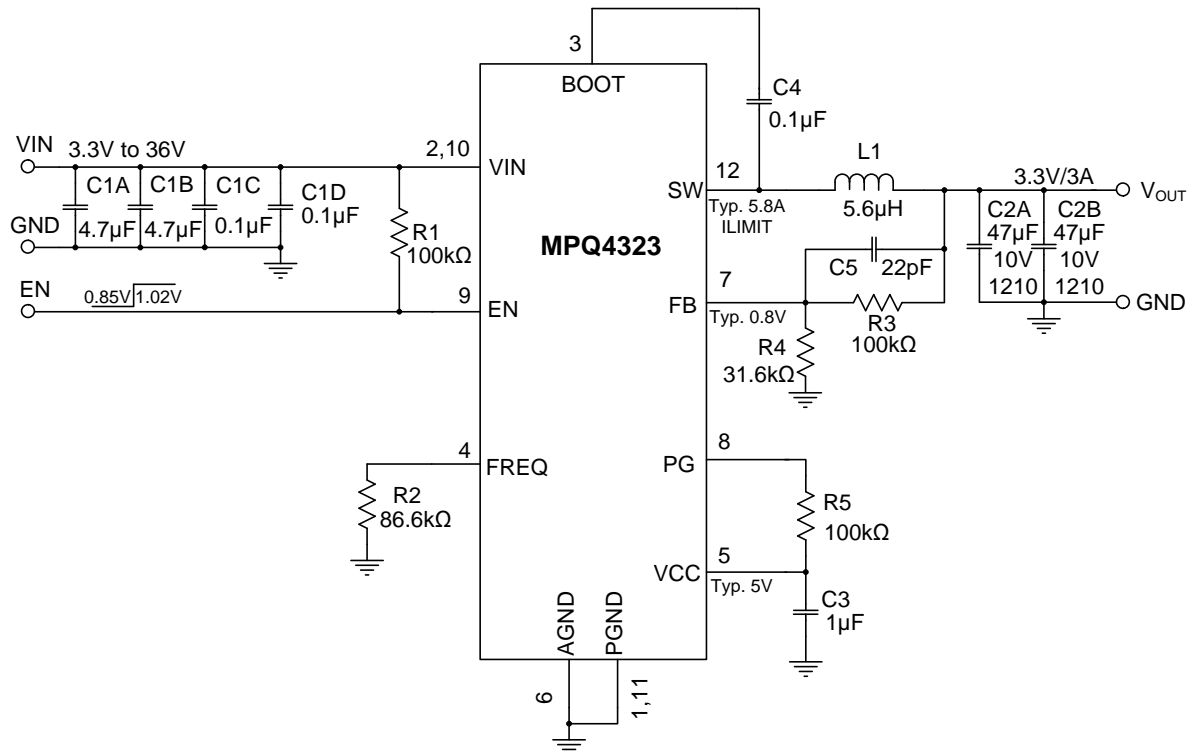 3
BOOT
C4
0.1µF
VIN
3.3V to 36V
2,10
VIN
C1A
4.7µF
C1B
4.7µF
C1C
0.1µF
C1D
0.1µF
GND
R1
100kΩ
EN
0.85V
1.02V
9
EN
MPQ4323
12
SW
Typ. 5.8A
ILIMIT
L1
5.6µH
3.3V/3A
VOUT
C2A
47µF
10V
1210
C2B
47µF
10V
1210
GND
C5
22pF
7
FB
Typ. 0.8V
R3
100kΩ
R4
31.6kΩ
4
FREQ
R2
86.6kΩ
8
PG
R5
100kΩ
5
VCC
Typ. 5V
C3
1µF
AGND
PGND
6
1,11